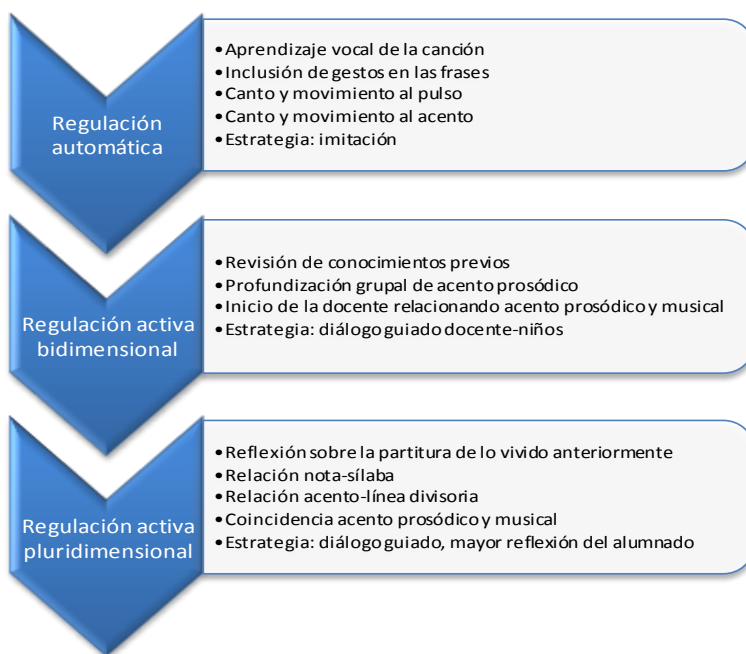 Regulación
automática
•Aprendizaje vocal de la canción
•Inclusión de gestos en las frases
•Canto y movimiento al pulso
•Canto y movimiento al acento
•Estrategia: imitación
Regulación activa
bidimensional
•Revisión de conocimientos previos
•Profundización grupal de acento prosódico
•Inicio de la docente relacionando acento prosódico y musical
•Estrategia: diálogo guiado docente-niños
Regulación activa
pluridimensional
•Reflexión sobre la partitura de lo vivido anteriormente
•Relación nota-sílaba
•Relación acento-línea divisoria
•Coincidencia acento prosódico y musical
•Estrategia: diálogo guiado, mayor reflexión del alumnado